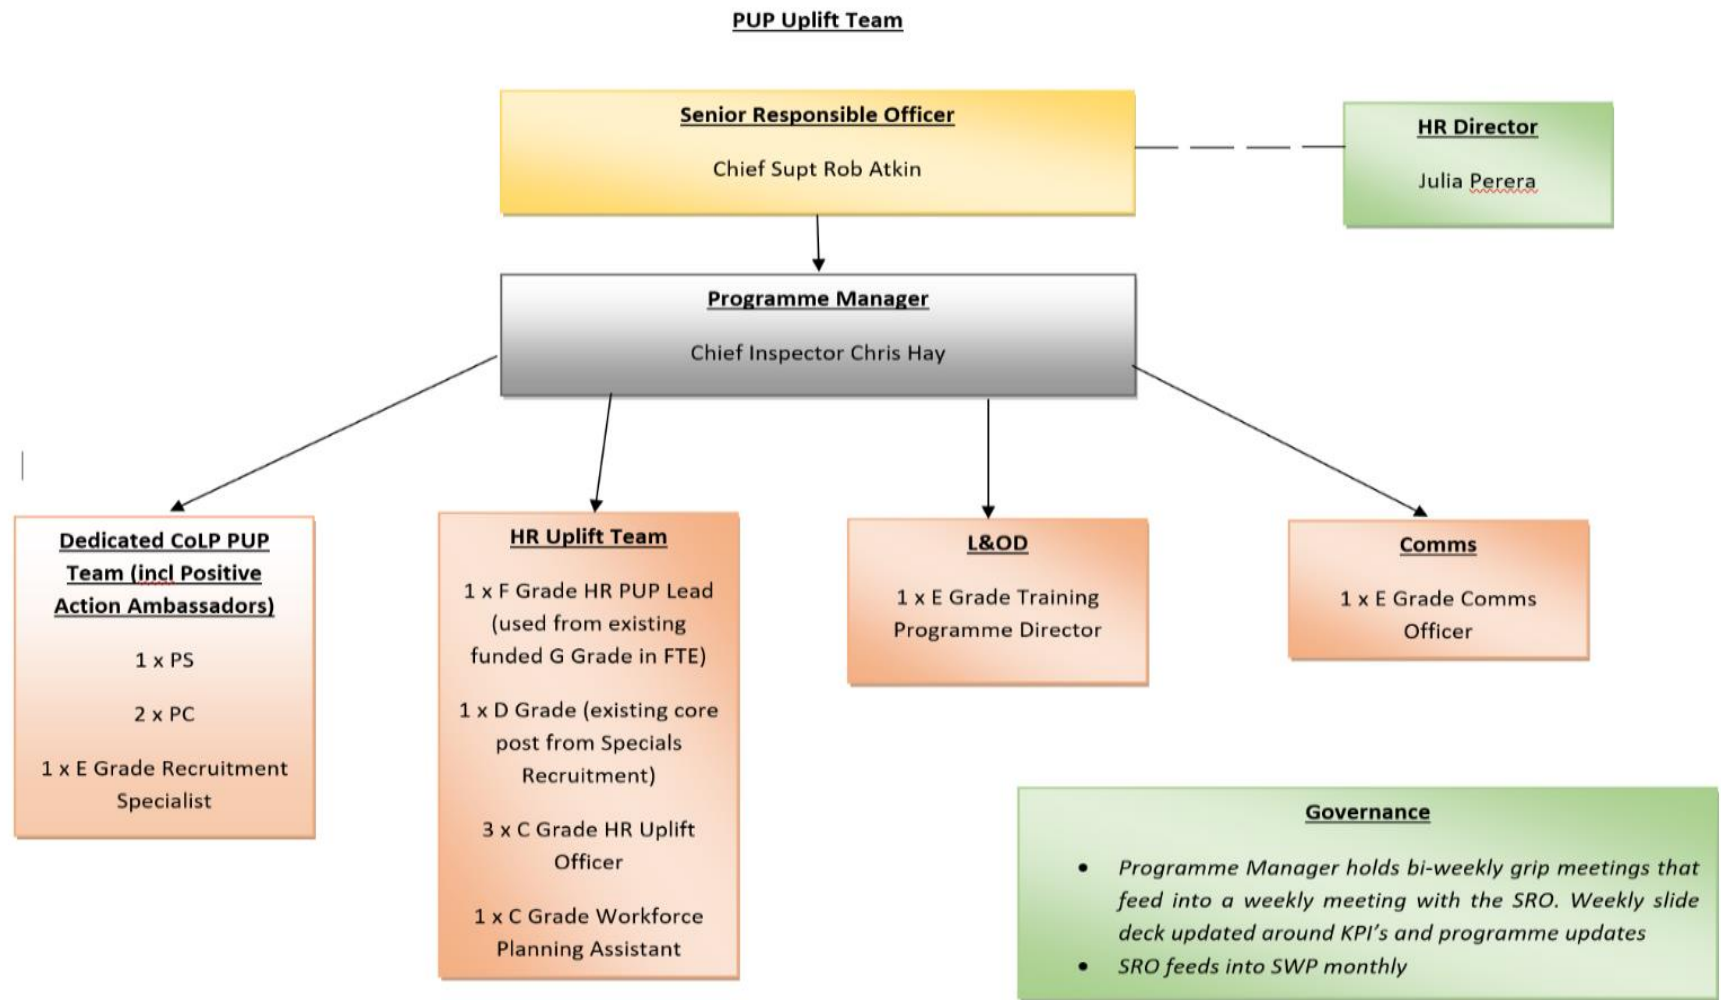 PUP Uplift Team
Senior Responsible Officer
Chief Supt Rob Atkin
HR Director
Julia Perera
Programme Manager
Chief Inspector Chris Hay
Dedicated CoLP PUP
Team (incl Positive
Action Ambassadors)
1 x PS
2 x PC
1 x E Grade Recruitment
Specialist
HR Uplift Team
1 x F Grade HR PUP Lead
(used from existing
funded G Grade in FTE)
1 x D Grade (existing core
post from Specials
Recruitment)
3 x C Grade HR Uplift
Officer
1 x C Grade Workforce
Planning Assistant
L&OD
1 x E Grade Training
Programme Director
Comms
1 x E Grade Comms
Officer
Governance
• Programme Manager holds bi-weekly grip meetings that
feed into a weekly meeting with the SRO. Weekly slide
deck updated around KPI's and programme updates
• SRO feeds into SWP monthly